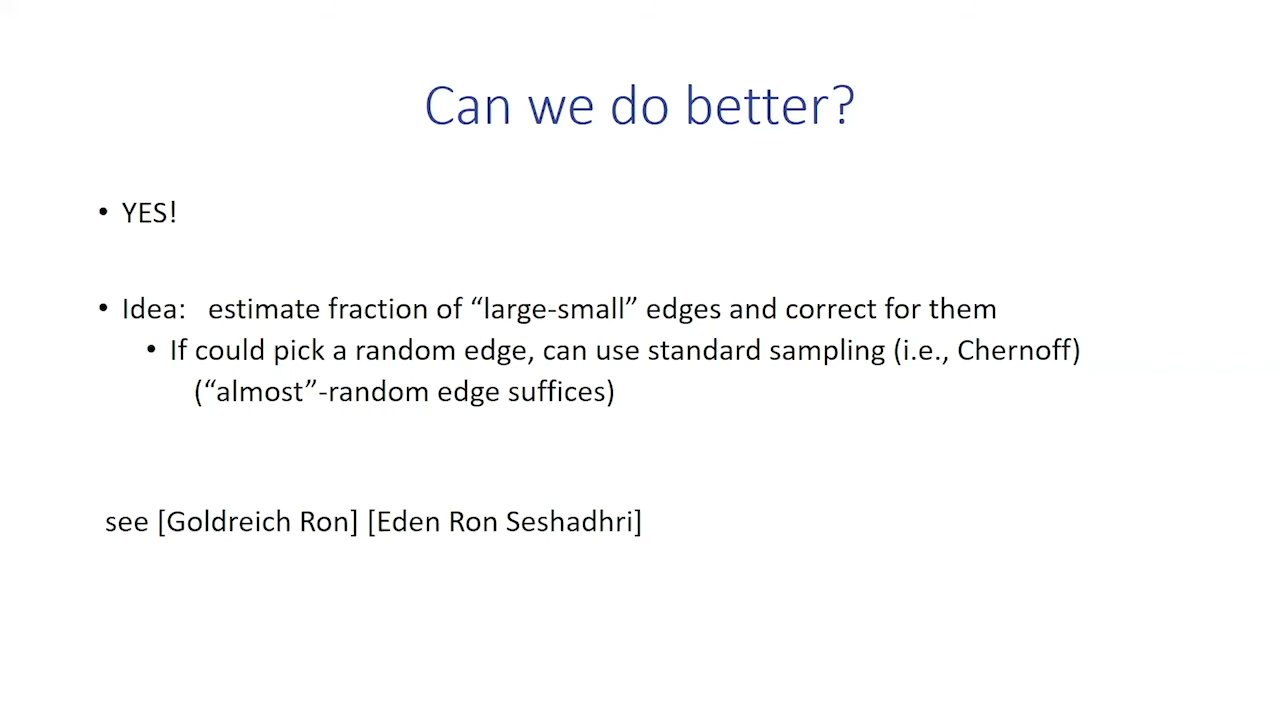 Can we do better?
• YES!
• Idea: estimate fraction of “large-small” edges and correct for them
• If could pick a random edge, can use standard sampling (i.e., Chernoff)
(“almost”-random edge suffices)
see [Goldreich Ron] [Eden Ron Seshadhri]